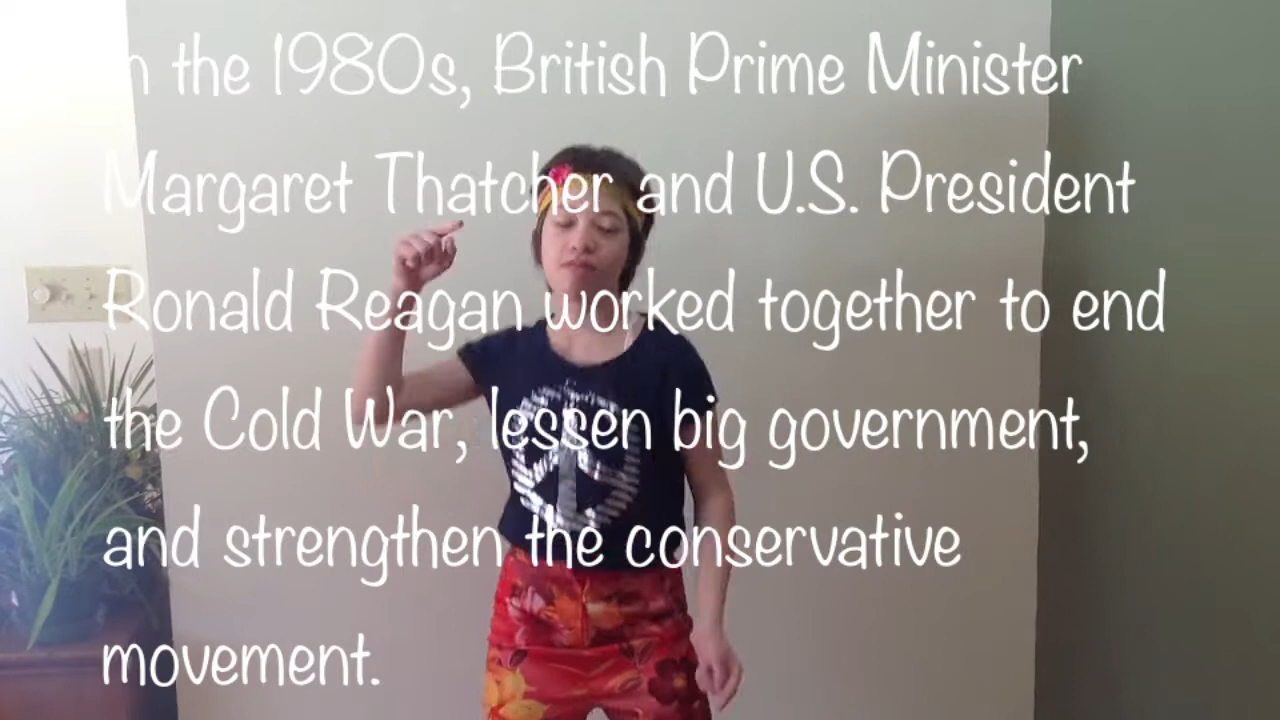 In the 1980s, British Prime Minister
Margaret Thatcher and U.S. President
Ronald Reagan worked together to end
the Cold War, lessen big government,
and strengthen the conservative
movement.